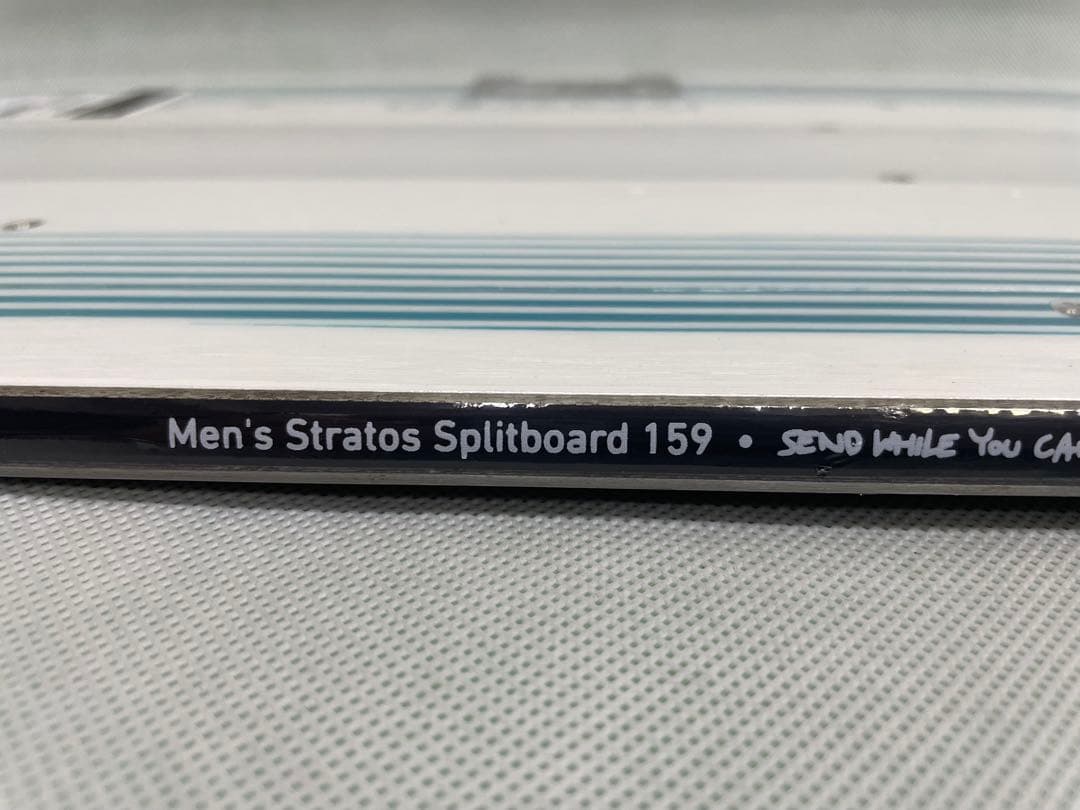 Men's Stratos Splitboard 159 • SEND WHILE YOU